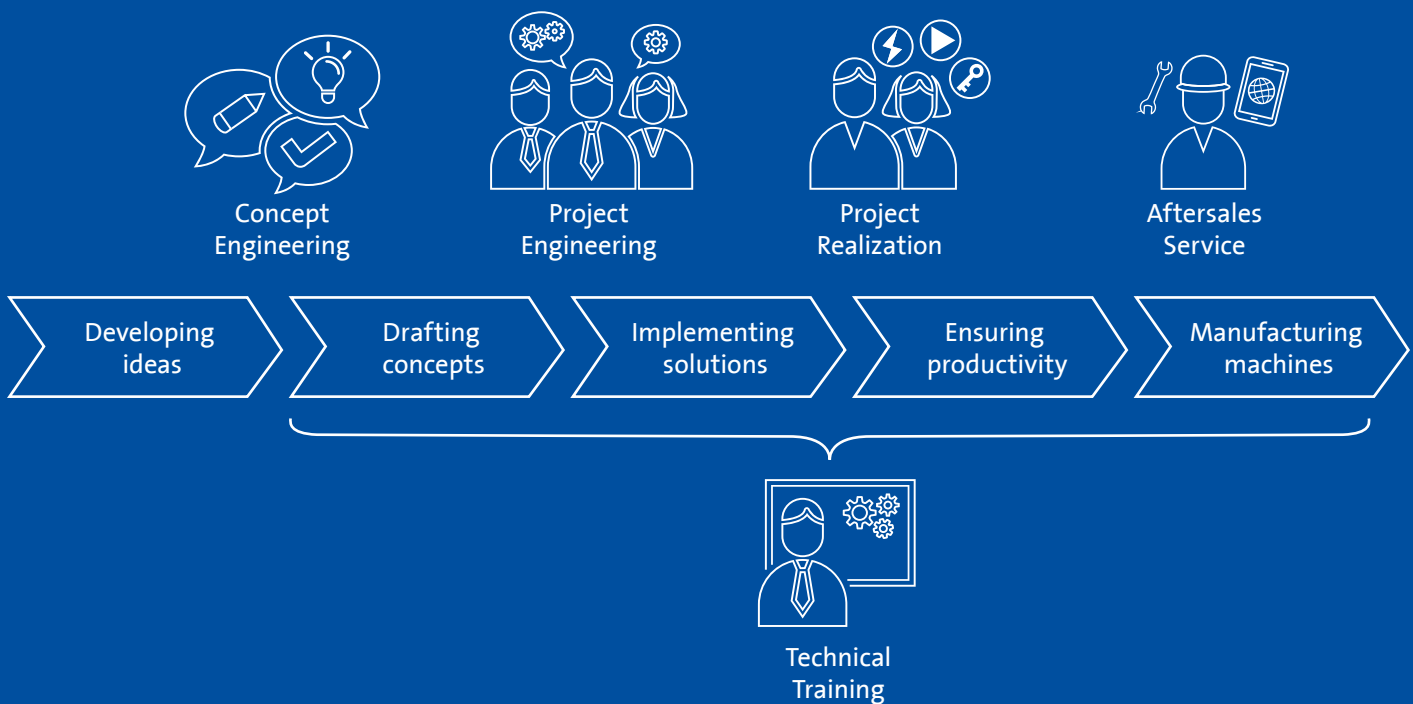 Concept
Engineering
Project
Engineering
Project
Realization
Aftersales
Service
Developing
ideas
Drafting
concepts
Implementing
solutions
Ensuring
productivity
Manufacturing
machines
Technical
Training